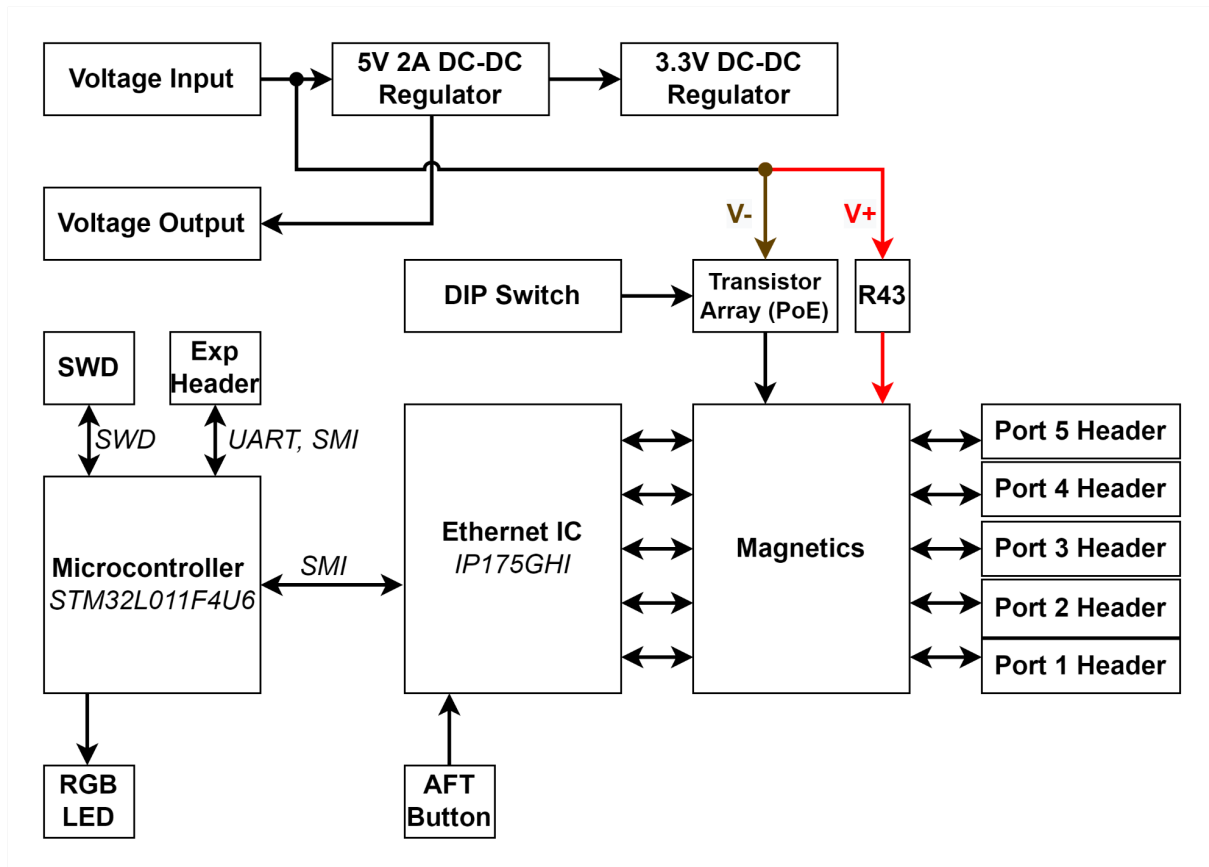 Voltage Input
5V 2A DC-DC
Regulator
3.3V DC-DC
Regulator
Voltage Output
V-
V+
DIP Switch
Transistor
Array (PoE)
R43
SWD
Exp
Header
SWD
UART, SMI
Port 5 Header
Port 4 Header
Port 3 Header
Port 2 Header
Port 1 Header
Ethernet IC
IP175GHI
Magnetics
Microcontroller
STM32L011F4U6
SMI
RGB
LED
AFT
Button